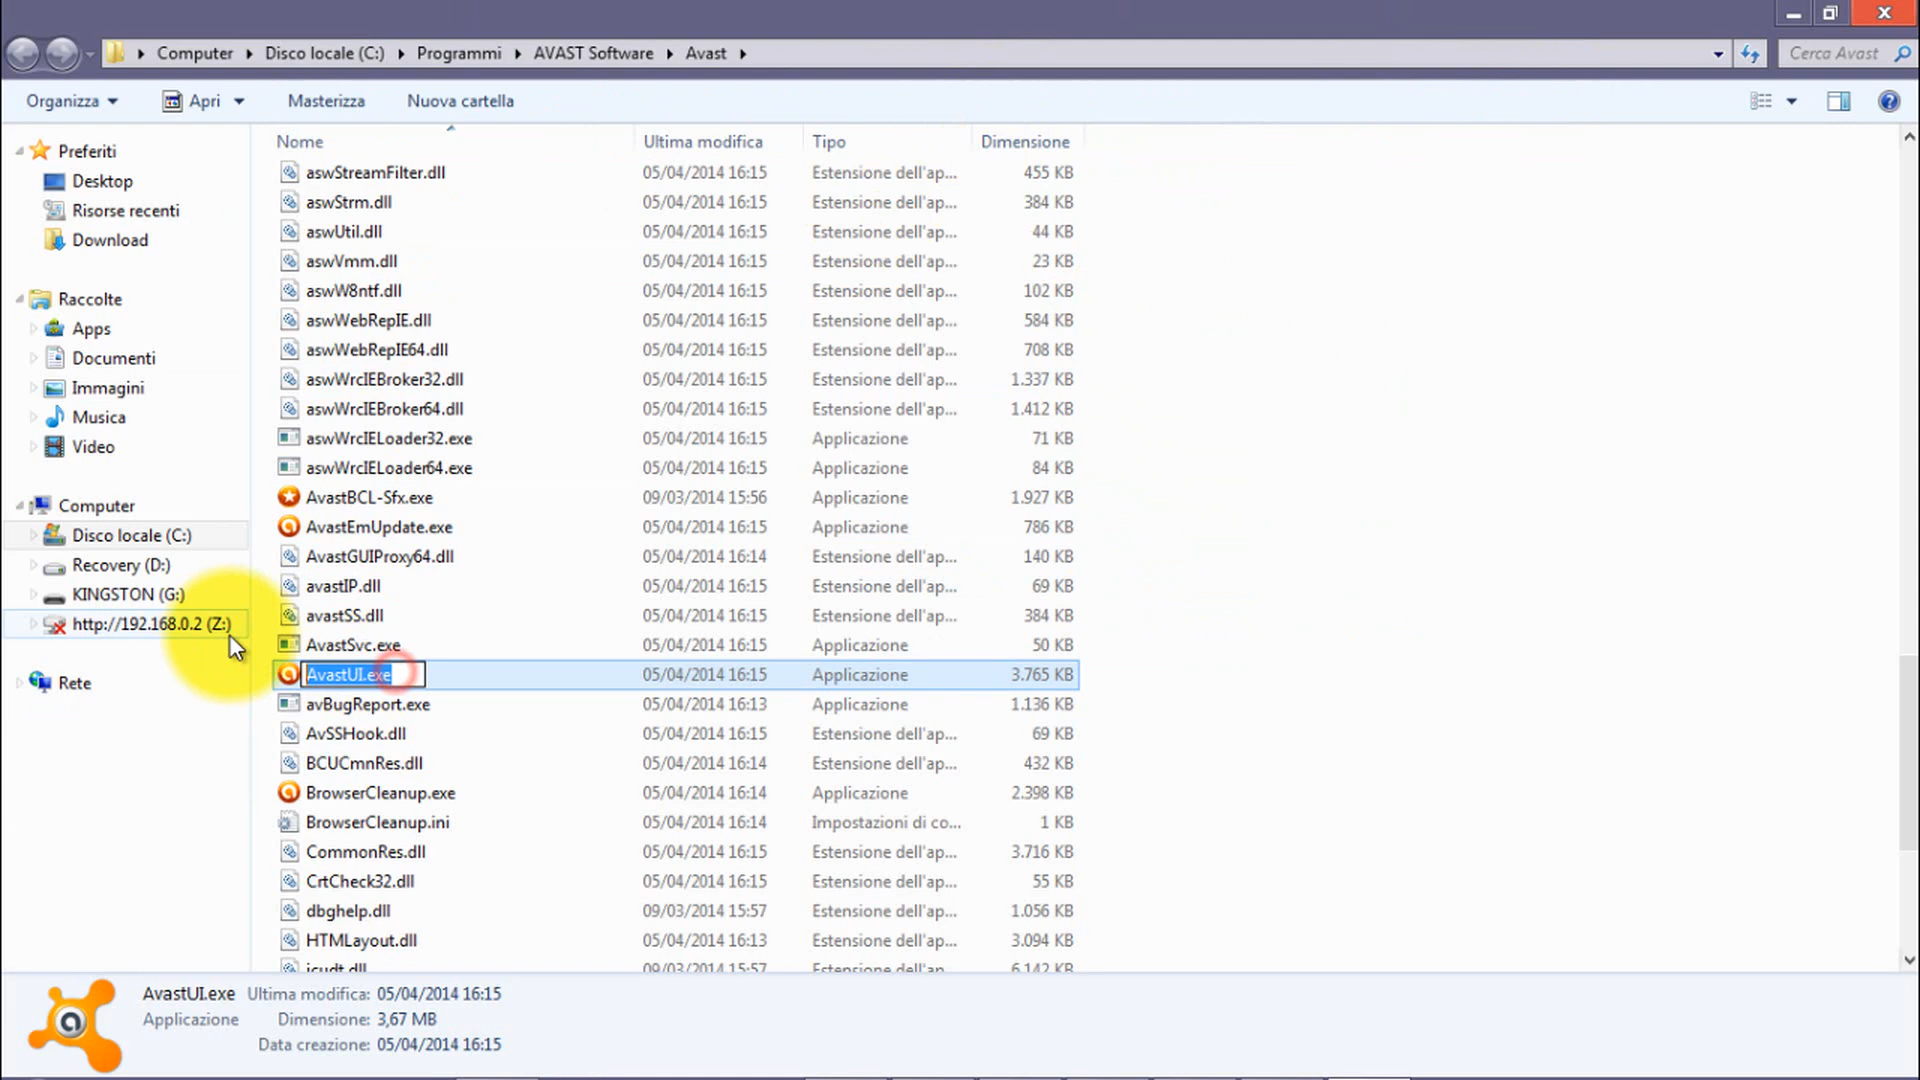 Computer Disco locale (C:) Programmi AVAST Software Avast Cerca Avast
Organizza Apri Masterizza Nuova cartella
Preferiti
Desktop
Risorse recenti
Download
Raccolte
Apps
Documenti
Immagini
Musica
Video
Computer
Disco locale (C:)
Recovery (D:)
KINGSTON (G:)
http://192.168.0.2 (Z:)
Rete
Nome Ultima modifica Tipo Dimensione
aswStreamFilter.dll 05/04/2014 16:15 Estensione dell'ap... 455 KB
aswStrm.dll 05/04/2014 16:15 Estensione dell'ap... 384 KB
aswUtil.dll 05/04/2014 16:15 Estensione dell'ap... 44 KB
aswVmm.dll 05/04/2014 16:15 Estensione dell'ap... 23 KB
aswW8ntf.dll 05/04/2014 16:15 Estensione dell'ap... 102 KB
aswWebRepIE.dll 05/04/2014 16:15 Estensione dell'ap... 584 KB
aswWebRepIE64.dll 05/04/2014 16:15 Estensione dell'ap... 708 KB
aswWrcIEBroker32.dll 05/04/2014 16:15 Estensione dell'ap... 1.337 KB
aswWrcIEBroker64.dll 05/04/2014 16:15 Estensione dell'ap... 1.412 KB
aswWrcIELoader32.exe 05/04/2014 16:15 Applicazione 71 KB
aswWrcIELoader64.exe 05/04/2014 16:15 Applicazione 84 KB
AvastBCL-Sfx.exe 09/03/2014 15:56 Applicazione 1.927 KB
AvastEmUpdate.exe 05/04/2014 16:15 Applicazione 786 KB
AvastGUIProxy64.dll 05/04/2014 16:14 Estensione dell'ap... 140 KB
avastIP.dll 05/04/2014 16:15 Estensione dell'ap... 69 KB
avastSS.dll 05/04/2014 16:15 Estensione dell'ap... 384 KB
AvastSvc.exe 05/04/2014 16:15 Applicazione 50 KB
AvastUI.exe 05/04/2014 16:15 Applicazione 3.765 KB
avBugReport.exe 05/04/2014 16:13 Applicazione 1.136 KB
AvSSHook.dll 05/04/2014 16:15 Estensione dell'ap... 69 KB
BCUCmnRes.dll 05/04/2014 16:14 Estensione dell'ap... 432 KB
BrowserCleanup.exe 05/04/2014 16:14 Applicazione 2.398 KB
BrowserCleanup.ini 05/04/2014 16:14 Impostazioni di co... 1 KB
CommonRes.dll 05/04/2014 16:15 Estensione dell'ap... 3.716 KB
CrtCheck32.dll 05/04/2014 16:15 Estensione dell'ap... 55 KB
dbghelp.dll 09/03/2014 15:57 Estensione dell'ap... 1.056 KB
HTMLayout.dll 05/04/2014 16:13 Estensione dell'ap... 3.094 KB
icudt.dll 09/03/2014 15:57 Estensione dell'ap... 6.142 KB
AvastUI.exe Ultima modifica: 05/04/2014 16:15
Applicazione Dimensione: 3,67 MB
Data creazione: 05/04/2014 16:15